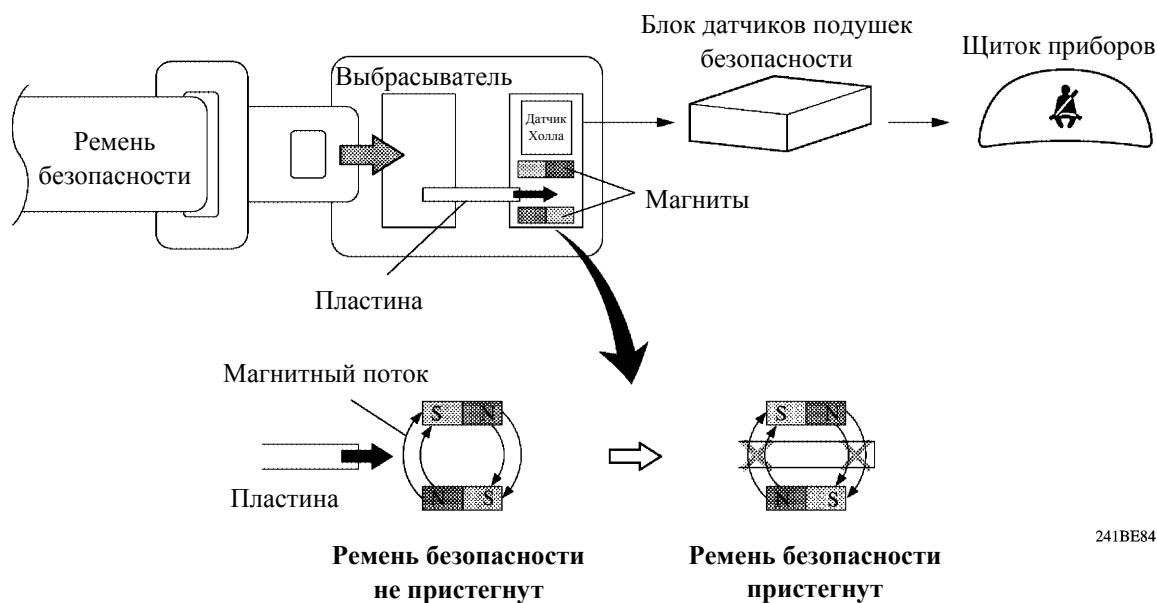 Блок датчиков подушек
безопасности
Щиток приборов
Выбрасыватель
Датчик
Холла
Ремень
безопасности
Магниты
Пластина
Магнитный поток
S N
S N
Пластина
N S
N S
241BE84
Ремень безопасности
не пристегнут
Ремень безопасности
пристегнут